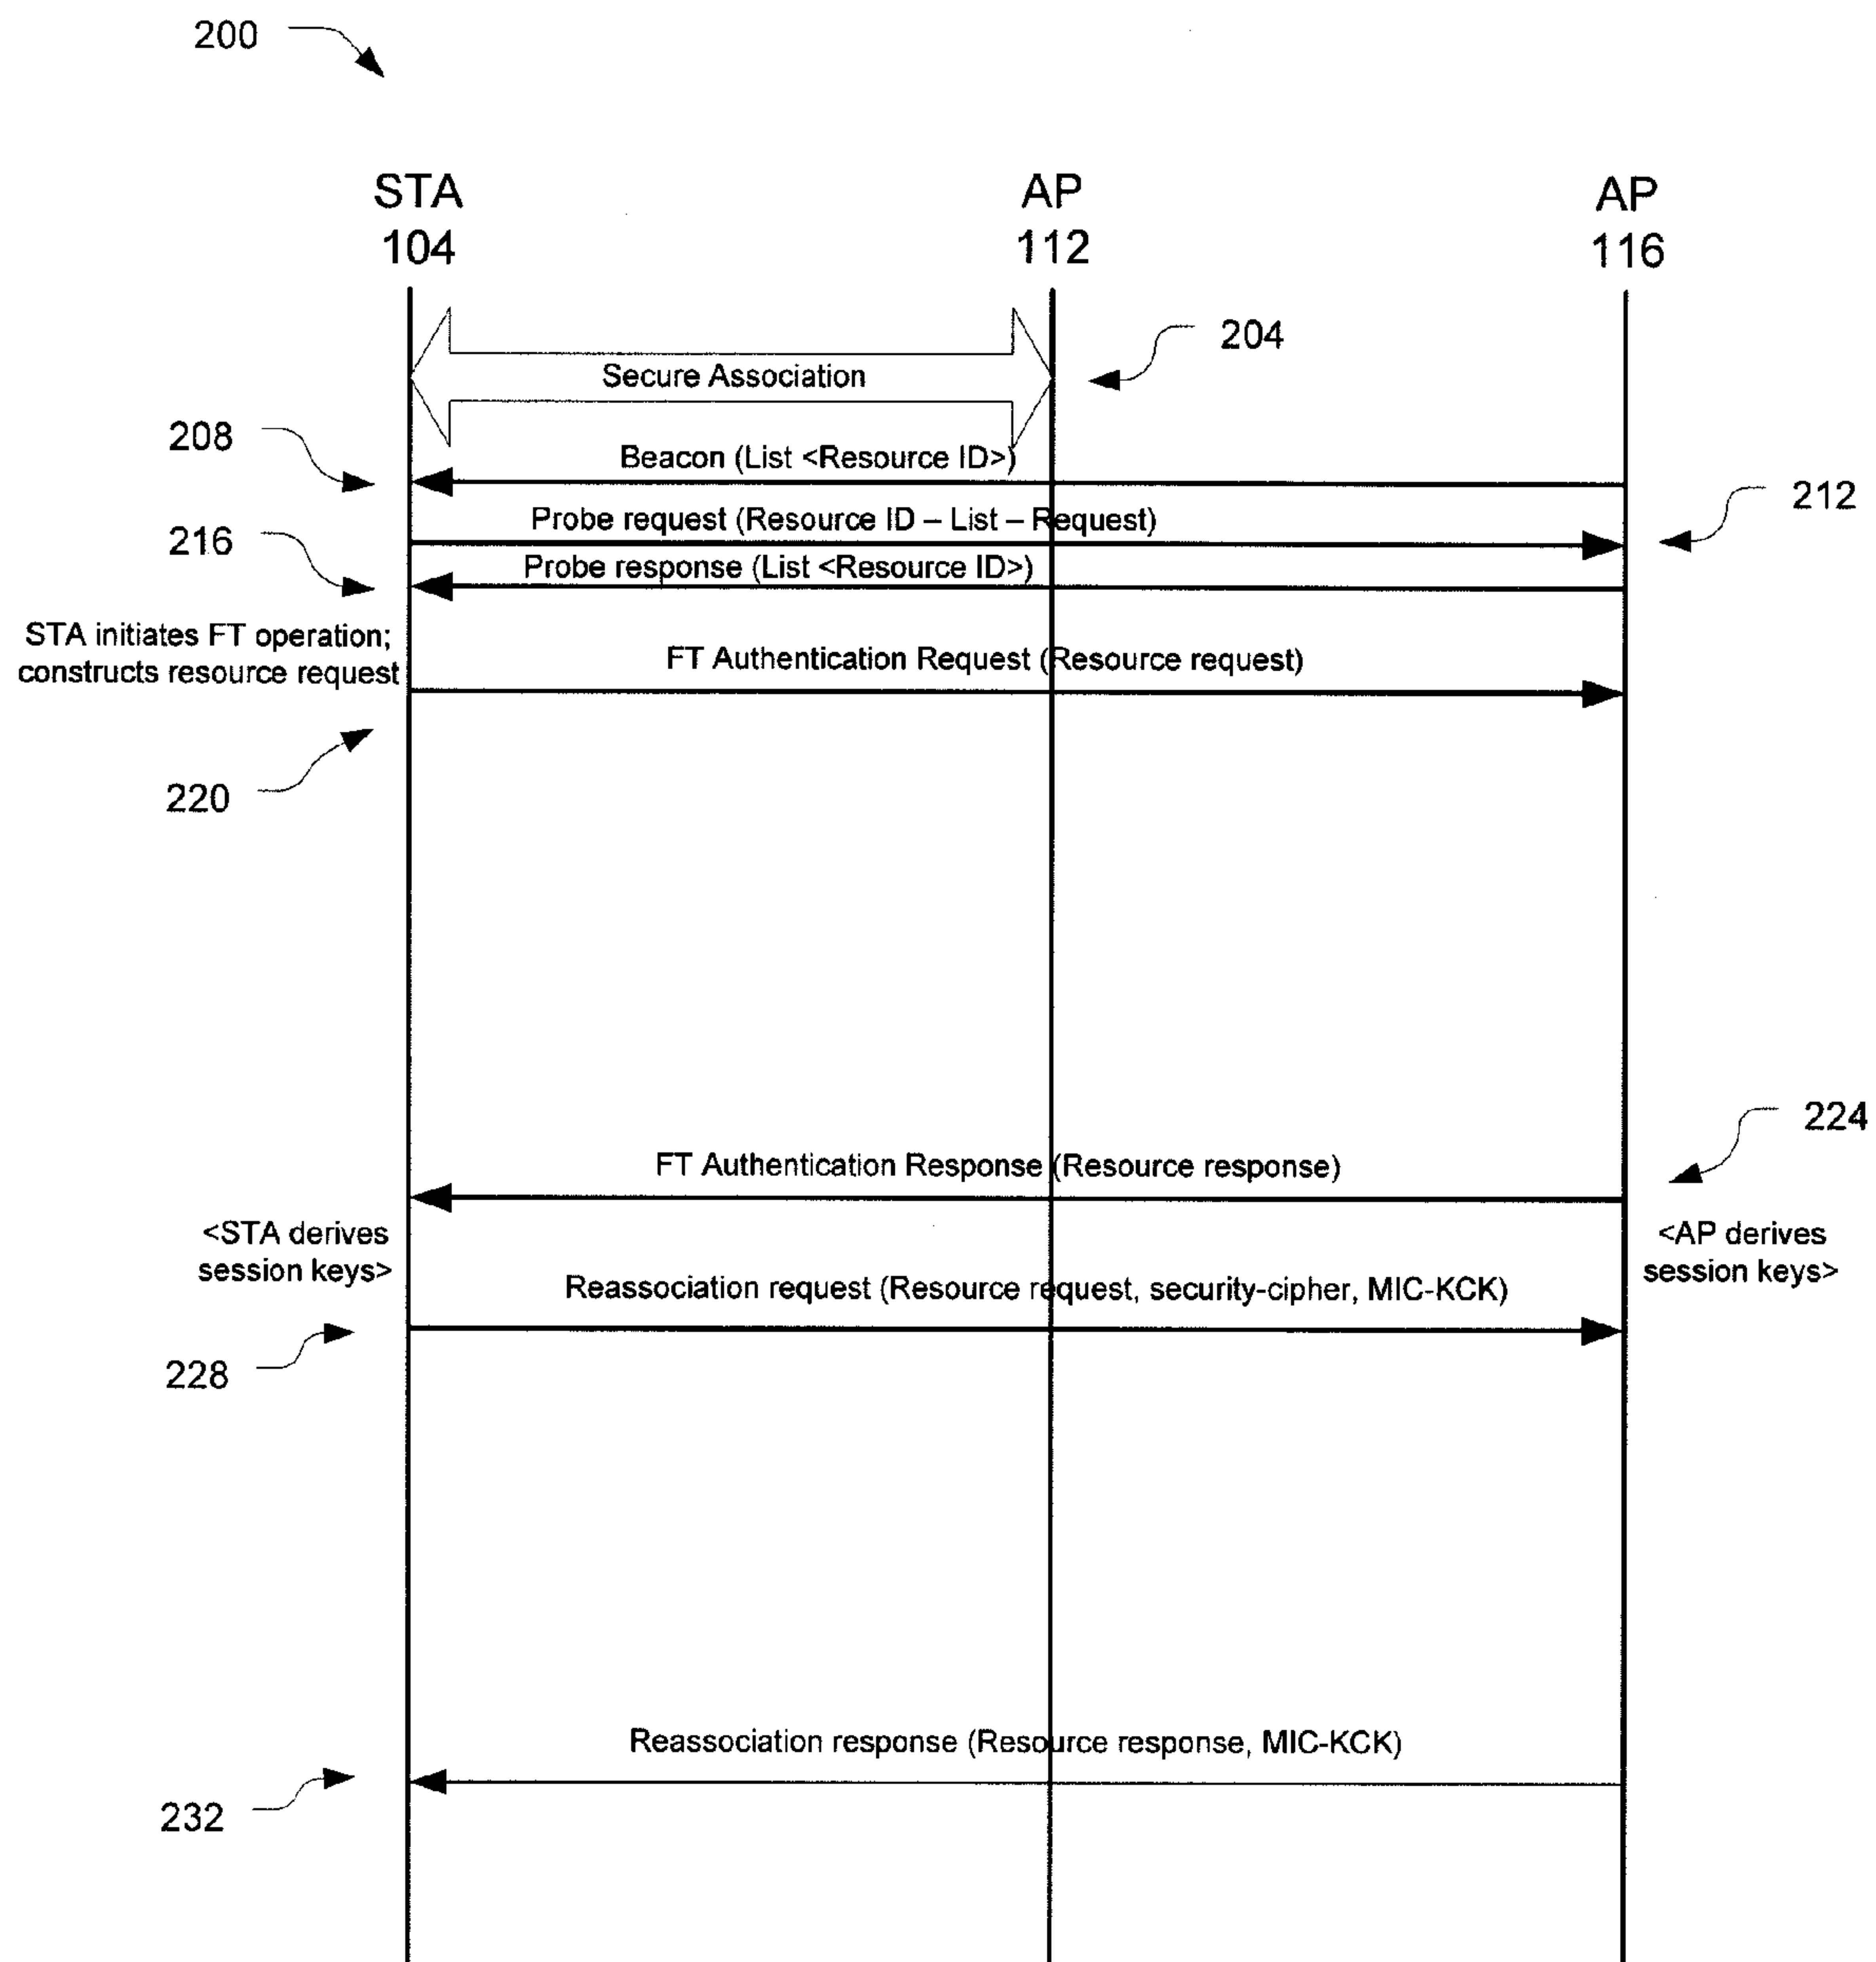 200
STA
104
AP
112
AP
116
204
Secure Association
208
Beacon (List <Resource ID>)
212
Probe request (Resource ID – List – Request)
216
Probe response (List <Resource ID>)
STA initiates FT operation;
constructs resource request
FT Authentication Request (Resource request)
220
224
FT Authentication Response (Resource response)
<STA derives
session keys>
<AP derives
session keys>
Reassociation request (Resource request, security-cipher, MIC-KCK)
228
Reassociation response (Resource response, MIC-KCK)
232